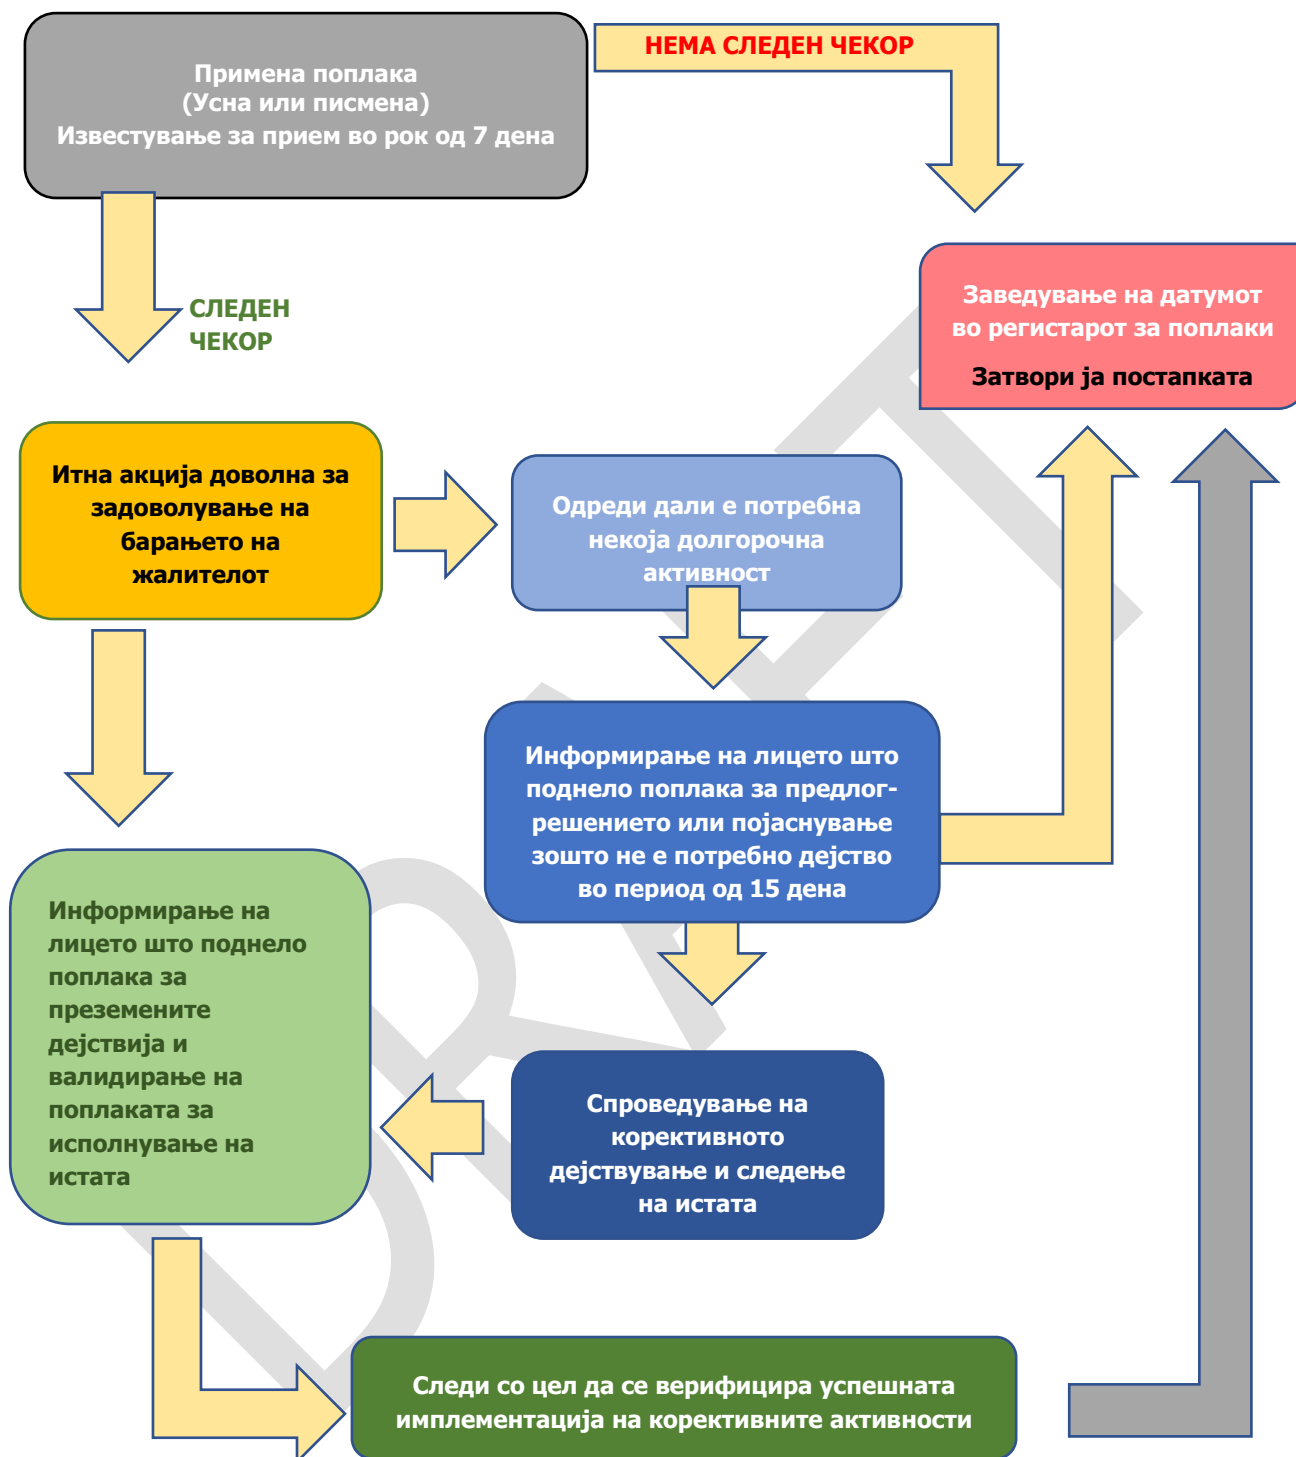 НЕМА СЛЕДЕН ЧЕКОР
Примена поплака
(Усна или писмена)
Известување за прием во рок од 7 дена
СЛЕДЕН
ЧЕКОР
Заведување на датумот
во регистарот за поплаки
Затвори ја постапката
Итна акција доволна за
задоволување на
барањето на
жалителот
Одреди дали е потребна
некоја долгорочна
активност
Информирање на лицето што
поднело поплака за предлог-
решението или појаснување
зошто не е потребно дејство
во период од 15 дена
Информирање на
лицето што поднело
поплака за
преземените
дејствија и
валидирање на
поплаката за
исполнување на
истата
Спроведување на
корективното
дејствување и следење
на истата
Следи со цел да се верифицира успешната
имплементација на корективните активности
DRAFT